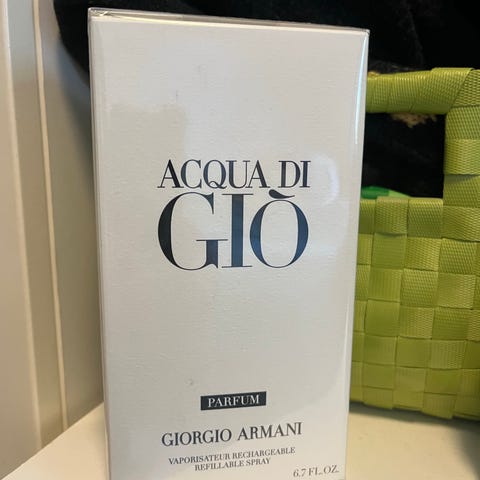 ACQUA DI
GIÒ
PARFUM
GIORGIO ARMANI
VAPORISATEUR RECHARGEABLE
REFILLABLE SPRAY
6.7 FL.OZ.